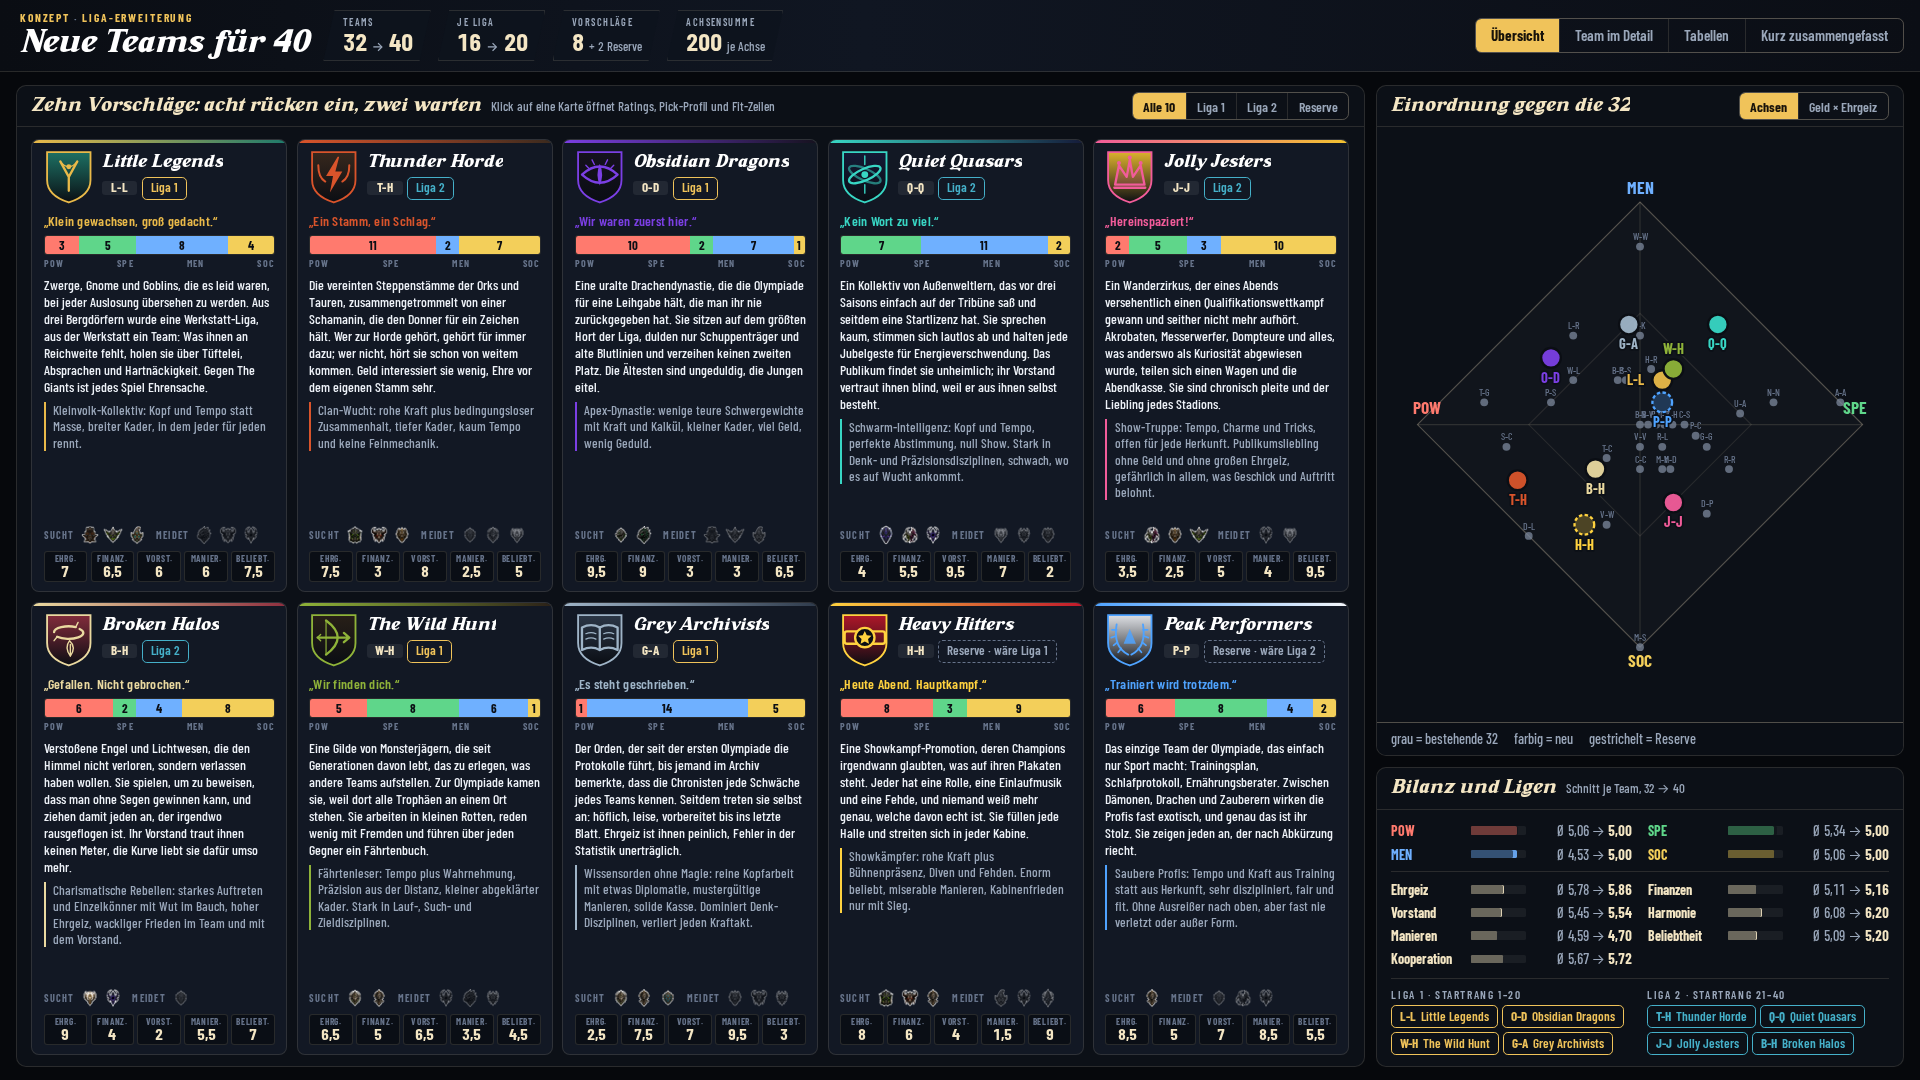 KONZEPT · LIGA-ERWEITERUNG
Neue Teams für 40
TEAMS
32 → 40
JE LIGA
16 → 20
VORSCHLÄGE
8 + 2 Reserve
ACHSENSUMME
200 je Achse
Übersicht
Team im Detail
Tabellen
Kurz zusammengefasst
Zehn Vorschläge: acht rücken ein, zwei warten
Klick auf eine Karte öffnet Ratings, Pick-Profil und Fit-Zeilen
Alle 10
Liga 1
Liga 2
Reserve
Little Legends
L-L Liga 1
„Klein gewachsen, groß gedacht.“
3 5 8 4
POW SPE MEN SOC
Zwerge, Gnome und Goblins, die es leid waren,
bei jeder Auslosung übersehen zu werden. Aus
drei Bergdörfern wurde eine Werkstatt-Liga,
aus der Werkstatt ein Team: Was ihnen an
Reichweite fehlt, holen sie über Tüftelei,
Absprachen und Hartnäckigkeit. Gegen The
Giants ist jedes Spiel Ehrensache.
Kleinvolk-Kollektiv: Kopf und Tempo statt
Masse, breiter Kader, in dem jeder für jeden
rennt.
SUCHT MEIDET
EHRG. FINANZ. VORST. MANIER. BELIEBT.
7 6,5 6 6 7,5
Thunder Horde
T-H Liga 2
„Ein Stamm, ein Schlag.“
11 2 7
POW SPE MEN SOC
Die vereinten Steppenstämme der Orks und
Tauren, zusammengetrommelt von einer
Schamanin, die den Donner für ein Zeichen
hält. Wer zur Horde gehört, gehört für immer
dazu; wer nicht, hört sie schon von weitem
kommen. Geld interessiert sie wenig, Ehre vor
dem eigenen Stamm sehr.
Clan-Wucht: rohe Kraft plus bedingungsloser
Zusammenhalt, tiefer Kader, kaum Tempo
und keine Feinmechanik.
SUCHT MEIDET
EHRG. FINANZ. VORST. MANIER. BELIEBT.
7,5 3 8 2,5 5
Obsidian Dragons
O-D Liga 1
„Wir waren zuerst hier.“
10 2 7 1
POW SPE MEN SOC
Eine uralte Drachendynastie, die die Olympiade
für eine Leihgabe hält, die man ihr nie
zurückgegeben hat. Sie sitzen auf dem größten
Hort der Liga, dulden nur Schuppenträger und
alte Blutlinien und verzeihen keinen zweiten
Platz. Die Ältesten sind ungeduldig, die Jungen
eitel.
Apex-Dynastie: wenige teure Schwergewichte
mit Kraft und Kalkül, kleiner Kader, viel Geld,
wenig Geduld.
SUCHT MEIDET
EHRG. FINANZ. VORST. MANIER. BELIEBT.
9,5 9 3 3 6,5
Quiet Quasars
Q-Q Liga 2
„Kein Wort zu viel.“
7 11 2
POW SPE MEN SOC
Ein Kollektiv von Außenweltlern, das vor drei
Saisons einfach auf der Tribüne saß und
seitdem eine Startlizenz hat. Sie sprechen
kaum, stimmen sich lautlos ab und halten jede
Jubelgeste für Energieverschwendung. Das
Publikum findet sie unheimlich; ihr Vorstand
vertraut ihnen blind, weil er aus ihnen selbst
besteht.
Schwarm-Intelligenz: Kopf und Tempo,
perfekte Abstimmung, null Show. Stark in
Denk- und Präzisionsdisziplinen, schwach, wo
es auf Wucht ankommt.
SUCHT MEIDET
EHRG. FINANZ. VORST. MANIER. BELIEBT.
4 5,5 9,5 7 2
Jolly Jesters
J-J Liga 2
„Hereinspaziert!“
2 5 3 10
POW SPE MEN SOC
Ein Wanderzirkus, der eines Abends
versehentlich einen Qualifikationswettkampf
gewann und seither nicht mehr aufhört.
Akrobaten, Messerwerfer, Dompteure und alles,
was anderswo als Kuriosität abgewiesen
wurde, teilen sich einen Wagen und die
Abendkasse. Sie sind chronisch pleite und der
Liebling jedes Stadions.
Show-Truppe: Tempo, Charme und Tricks,
offen für jede Herkunft. Publikumsliebling
ohne Geld und ohne großen Ehrgeiz,
gefährlich in allem, was Geschick und Auftritt
belohnt.
SUCHT MEIDET
EHRG. FINANZ. VORST. MANIER. BELIEBT.
3,5 2,5 5 4 9,5
Broken Halos
B-H Liga 2
„Gefallen. Nicht gebrochen.“
6 2 4 8
POW SPE MEN SOC
Verstoßene Engel und Lichtwesen, die den
Himmel nicht verloren, sondern verlassen
haben wollen. Sie spielen, um zu beweisen,
dass man ohne Segen gewinnen kann, und
ziehen damit jeden an, der irgendwo
rausgeflogen ist. Ihr Vorstand traut ihnen
keinen Meter, die Kurve liebt sie dafür umso
mehr.
Charismatische Rebellen: starkes Auftreten
und Einzelkönner mit Wut im Bauch, hoher
Ehrgeiz, wackliger Frieden im Team und mit
dem Vorstand.
SUCHT MEIDET
EHRG. FINANZ. VORST. MANIER. BELIEBT.
9 4 2 5,5 7
The Wild Hunt
W-H Liga 1
„Wir finden dich.“
5 8 6 1
POW SPE MEN SOC
Eine Gilde von Monsterjägern, die seit
Generationen davon lebt, das zu erlegen, was
andere Teams aufstellen. Zur Olympiade kamen
sie, weil dort alle Trophäen an einem Ort
stehen. Sie arbeiten in kleinen Rotten, reden
wenig mit Fremden und führen über jeden
Gegner ein Fährtenbuch.
Fährtenleser: Tempo plus Wahrnehmung,
Präzision aus der Distanz, kleiner abgeklärter
Kader. Stark in Lauf-, Such- und
Zieldisziplinen.
SUCHT MEIDET
EHRG. FINANZ. VORST. MANIER. BELIEBT.
6,5 5 6,5 3,5 4,5
Grey Archivists
G-A Liga 1
„Es steht geschrieben.“
1 14 5
POW SPE MEN SOC
Der Orden, der seit der ersten Olympiade die
Protokolle führt, bis jemand im Archiv
bemerkte, dass die Chronisten jede Schwäche
jedes Teams kennen. Seitdem treten sie selbst
an: höflich, leise, vorbereitet bis ins letzte
Blatt. Ehrgeiz ist ihnen peinlich, Fehler in der
Statistik unerträglich.
Wissensorden ohne Magie: reine Kopfarbeit
mit etwas Diplomatie, mustergültige
Manieren, solide Kasse. Dominiert Denk-
Disziplinen, verliert jeden Kraftakt.
SUCHT MEIDET
EHRG. FINANZ. VORST. MANIER. BELIEBT.
2,5 7,5 7 9,5 3
Heavy Hitters
H-H Reserve · wäre Liga 1
„Heute Abend. Hauptkampf.“
8 3 9
POW SPE MEN SOC
Eine Showkampf-Promotion, deren Champions
irgendwann glaubten, was auf ihren Plakaten
steht. Jeder hat eine Rolle, eine Einlaufmusik
und eine Fehde, und niemand weiß mehr
genau, welche davon echt ist. Sie füllen jede
Halle und streiten sich in jeder Kabine.
Showkämpfer: rohe Kraft plus
Bühnenpräsenz, Diven und Fehden. Enorm
beliebt, miserable Manieren, Kabinenfrieden
nur mit Sieg.
SUCHT MEIDET
EHRG. FINANZ. VORST. MANIER. BELIEBT.
8 6 4 1,5 9
Peak Performers
P-P Reserve · wäre Liga 2
„Trainiert wird trotzdem.“
6 8 4 2
POW SPE MEN SOC
Das einzige Team der Olympiade, das einfach
nur Sport macht: Trainingsplan,
Schlafprotokoll, Ernährungsberater. Zwischen
Dämonen, Drachen und Zauberern wirken die
Profis fast exotisch, und genau das ist ihr
Stolz. Sie zeigen jeden an, der nach Abkürzung
riecht.
Saubere Profis: Tempo und Kraft aus Training
statt aus Herkunft, sehr diszipliniert, fair und
fit. Ohne Ausreißer nach oben, aber fast nie
verletzt oder außer Form.
SUCHT MEIDET
EHRG. FINANZ. VORST. MANIER. BELIEBT.
8,5 5 7 8,5 5,5
Einordnung gegen die 32
Achsen
Geld × Ehrgeiz
MEN
W-W
L-R
G-A
Q-Q
W-H
H-R
O-D
W-L
L-L
T-G
P-S
N-N
A-A
POW
SPE
U-A
P-P
C-S
P-C
S-C
V-V
R-L
G-G
T-C
C-C
R-R
T-H
B-H
J-J
D-P
V-W
H-H
D-L
M-S
SOC
grau = bestehende 32 farbig = neu gestrichelt = Reserve
Bilanz und Ligen
Schnitt je Team, 32 → 40
POW Ø 5,06 → 5,00
SPE Ø 5,34 → 5,00
MEN Ø 4,53 → 5,00
SOC Ø 5,06 → 5,00
Ehrgeiz Ø 5,78 → 5,86
Finanzen Ø 5,11 → 5,16
Vorstand Ø 5,45 → 5,54
Harmonie Ø 6,08 → 6,20
Manieren Ø 4,59 → 4,70
Beliebtheit Ø 5,09 → 5,20
Kooperation Ø 5,67 → 5,72
LIGA 1 · STARTRANG 1–20
L-L Little Legends
O-D Obsidian Dragons
W-H The Wild Hunt
G-A Grey Archivists
LIGA 2 · STARTRANG 21–40
T-H Thunder Horde
Q-Q Quiet Quasars
J-J Jolly Jesters
B-H Broken Halos